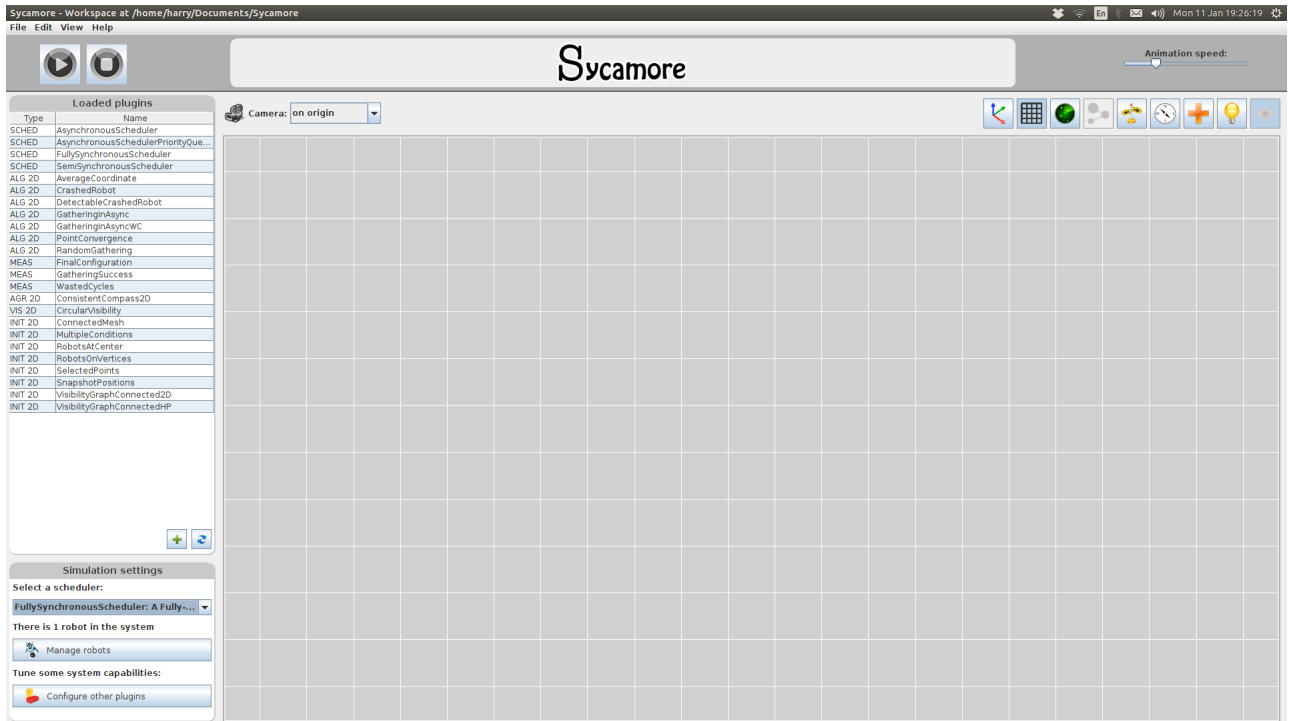 Sycamore - Workspace at /home/harry/Documents/Sycamore
En
Mon 11 Jan 19:26:19
File Edit View Help
Sycamore
Animation speed:
Loaded plugins
Type Name
SCHED AsynchronousScheduler
SCHED AsynchronousSchedulerPriorityQue...
SCHED FullySynchronousScheduler
SCHED SemiSynchronousScheduler
ALG 2D AverageCoordinate
ALG 2D CrashedRobot
ALG 2D DetectableCrashedRobot
ALG 2D GatheringInAsync
ALG 2D GatheringInAsyncWC
ALG 2D PointConvergence
ALG 2D RandomGathering
MEAS FinalConfiguration
MEAS GatheringSuccess
MEAS WastedCycles
AGR 2D ConsistentCompass2D
VIS 2D CircularVisibility
INIT 2D ConnectedMesh
INIT 2D MultipleConditions
INIT 2D RobotsAtCenter
INIT 2D RobotsOnVertices
INIT 2D SelectedPoints
INIT 2D SnapshotPositions
INIT 2D VisibilityGraphConnected2D
INIT 2D VisibilityGraphConnectedHP
Camera: on origin
Simulation settings
Select a scheduler:
FullySynchronousScheduler: A Fully-...
There is 1 robot in the system
Manage robots
Tune some system capabilities:
Configure other plugins